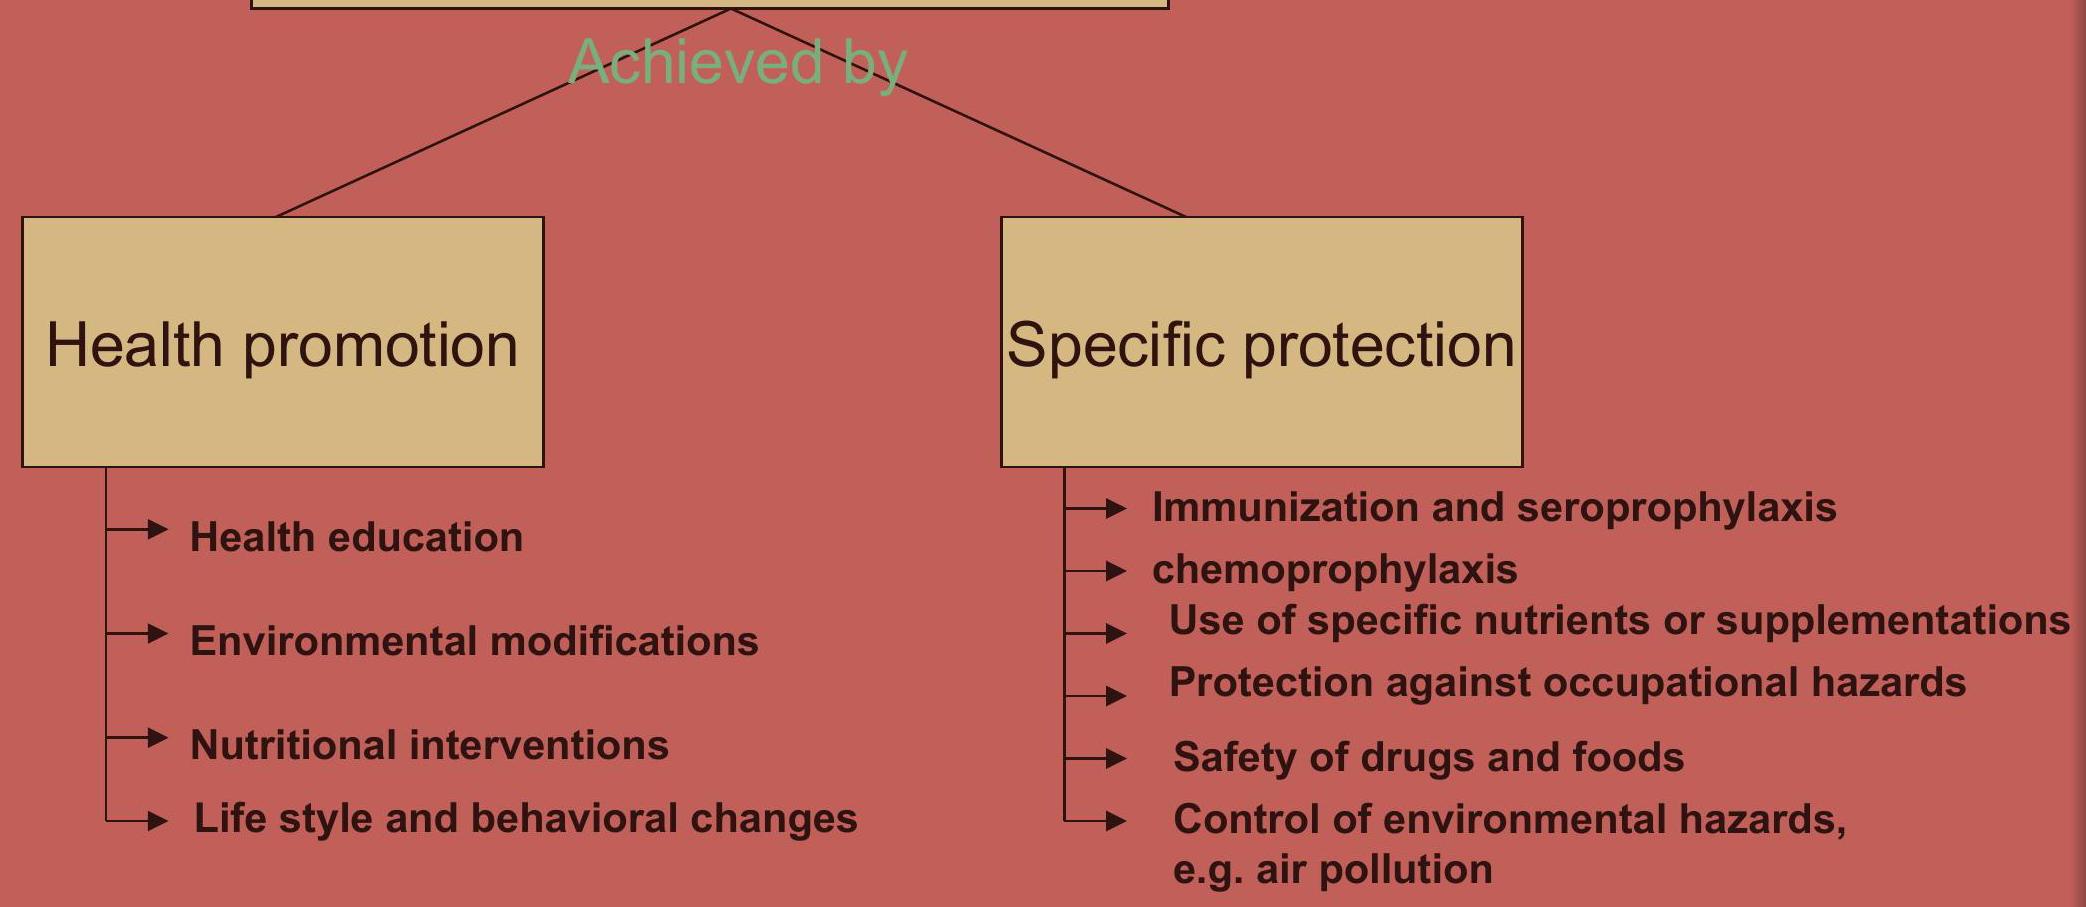 Achieved by
Health promotion
Health education
Environmental modifications
Nutritional interventions
Life style and behavioral changes
Specific protection
Immunization and seroprophylaxis
chemoprophylaxis
Use of specific nutrients or supplementations
Protection against occupational hazards
Safety of drugs and foods
Control of environmental hazards,
e.g. air pollution